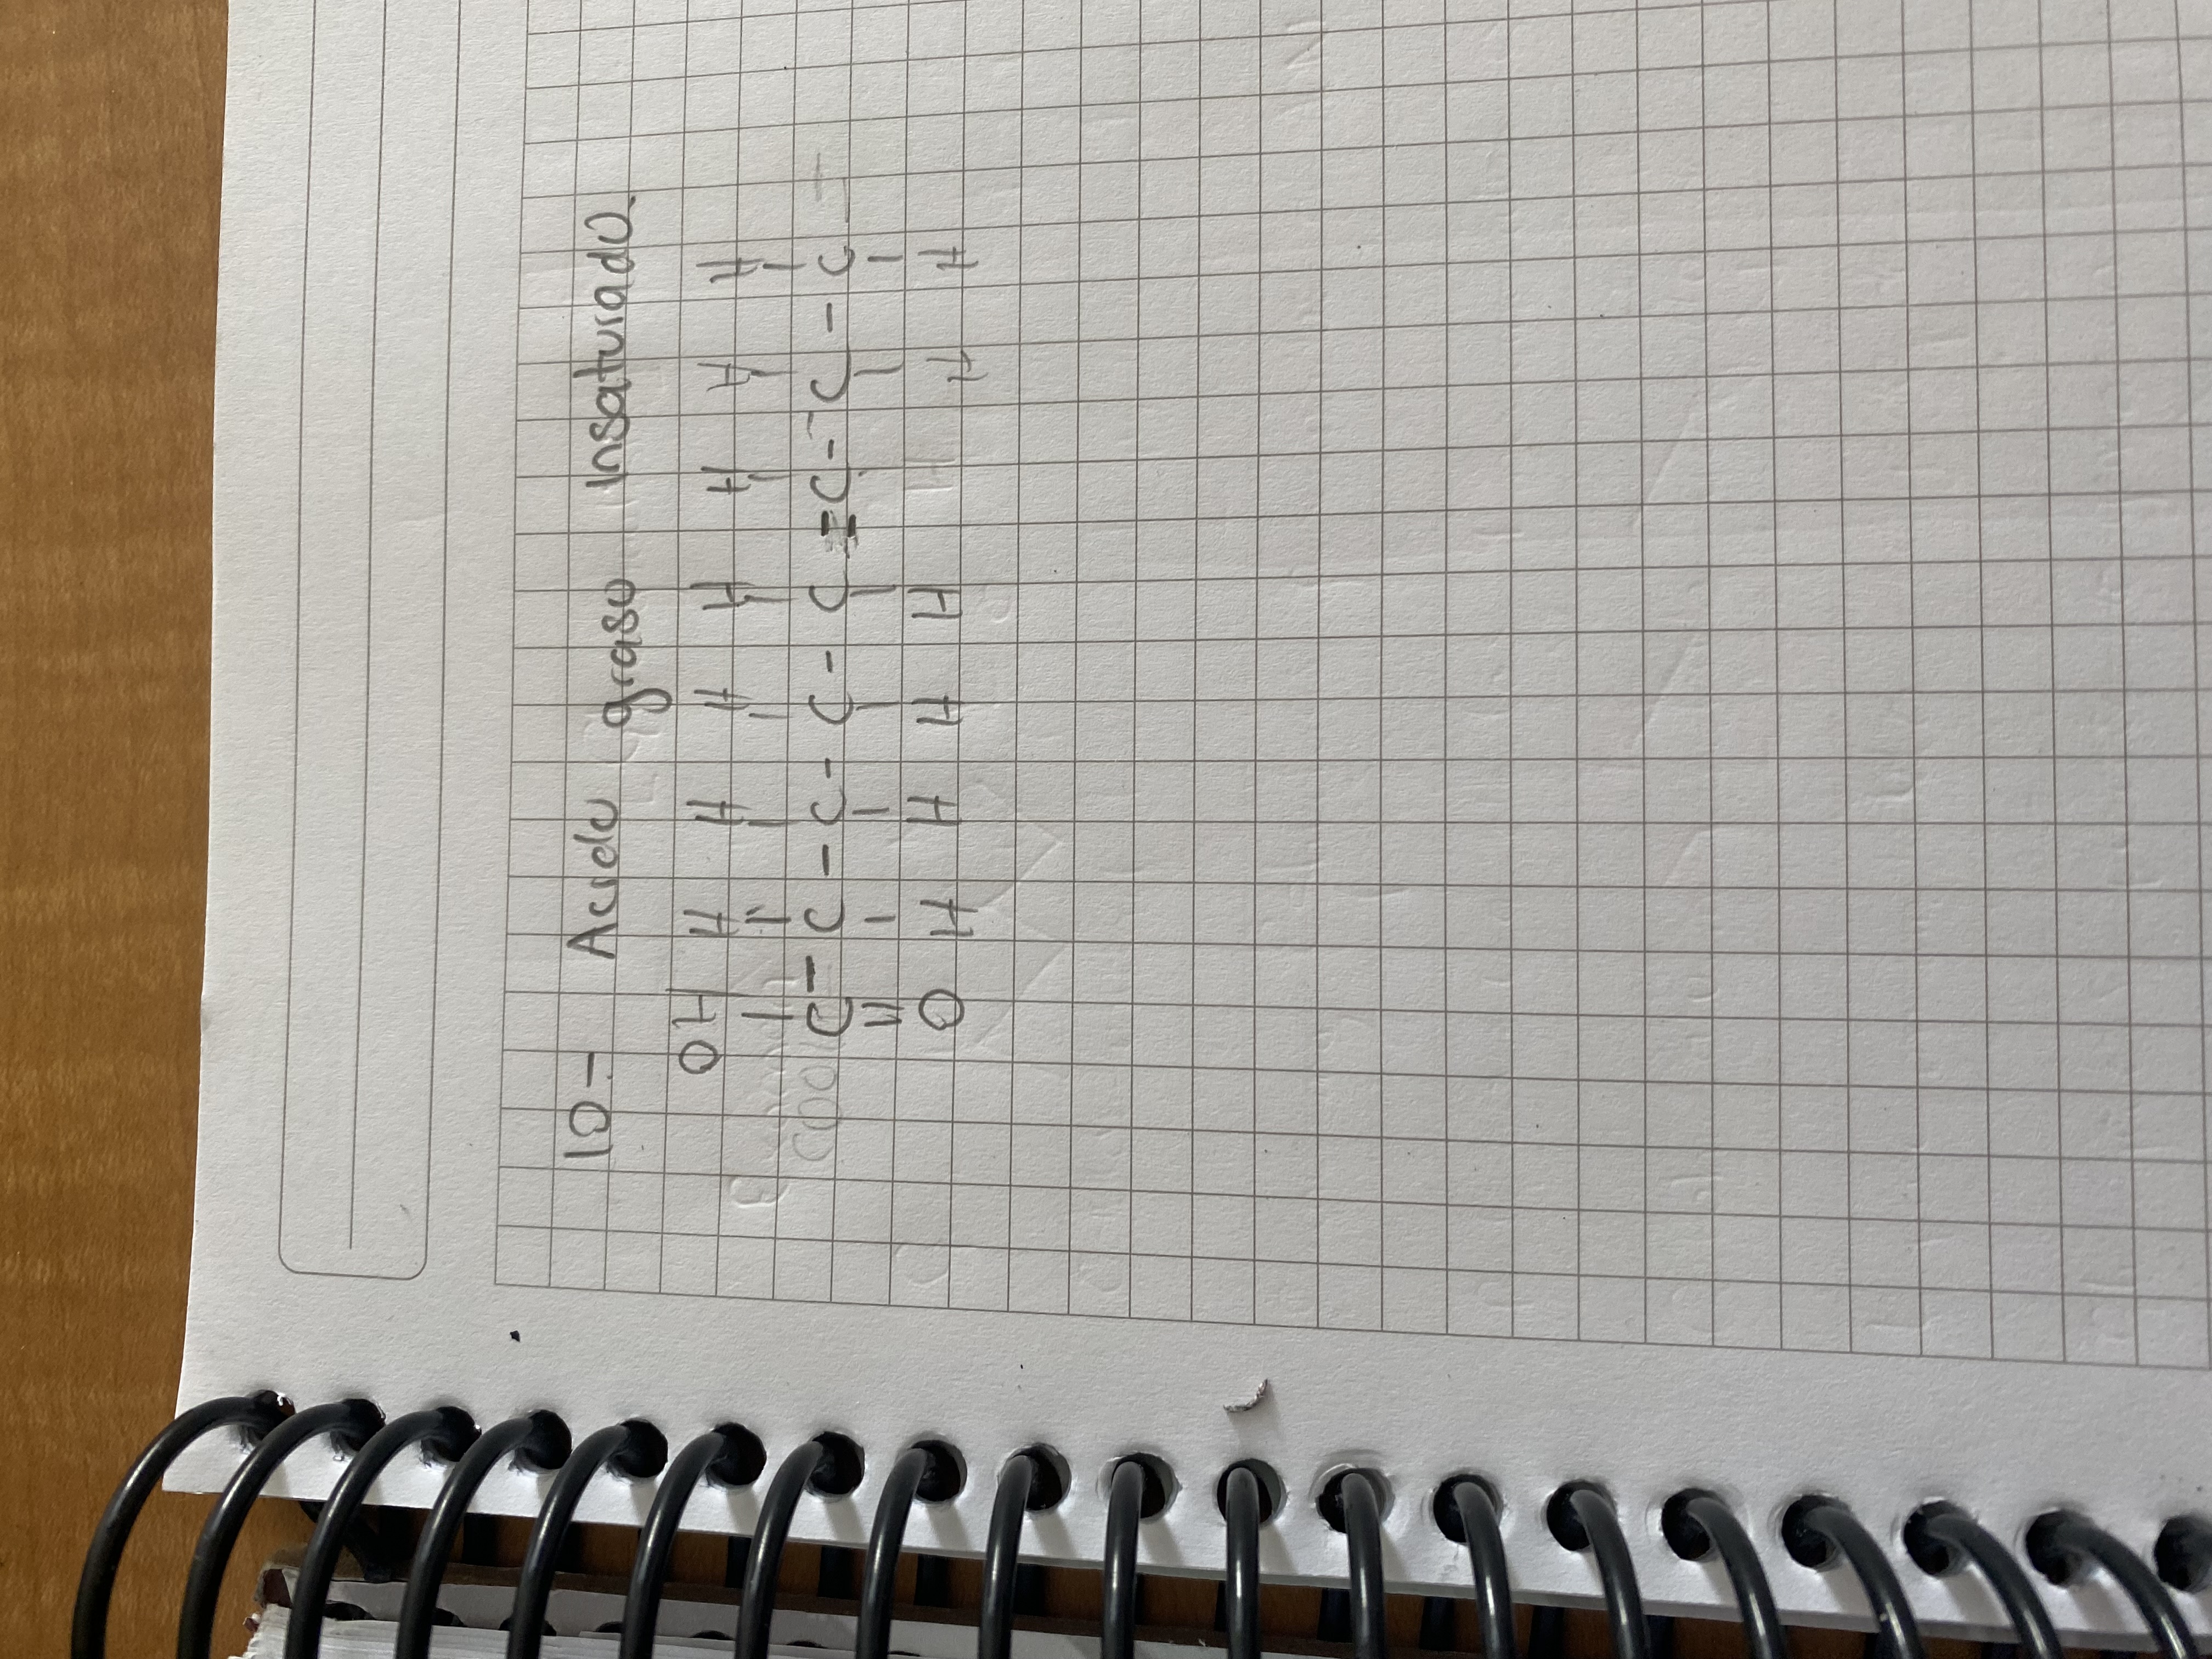 10- Acido graso Insaturado.
OH H H H H H H H
| | | | | | | |
C - C - C - C - C = C - C - C
|| | | | | | |
O H H H H H H